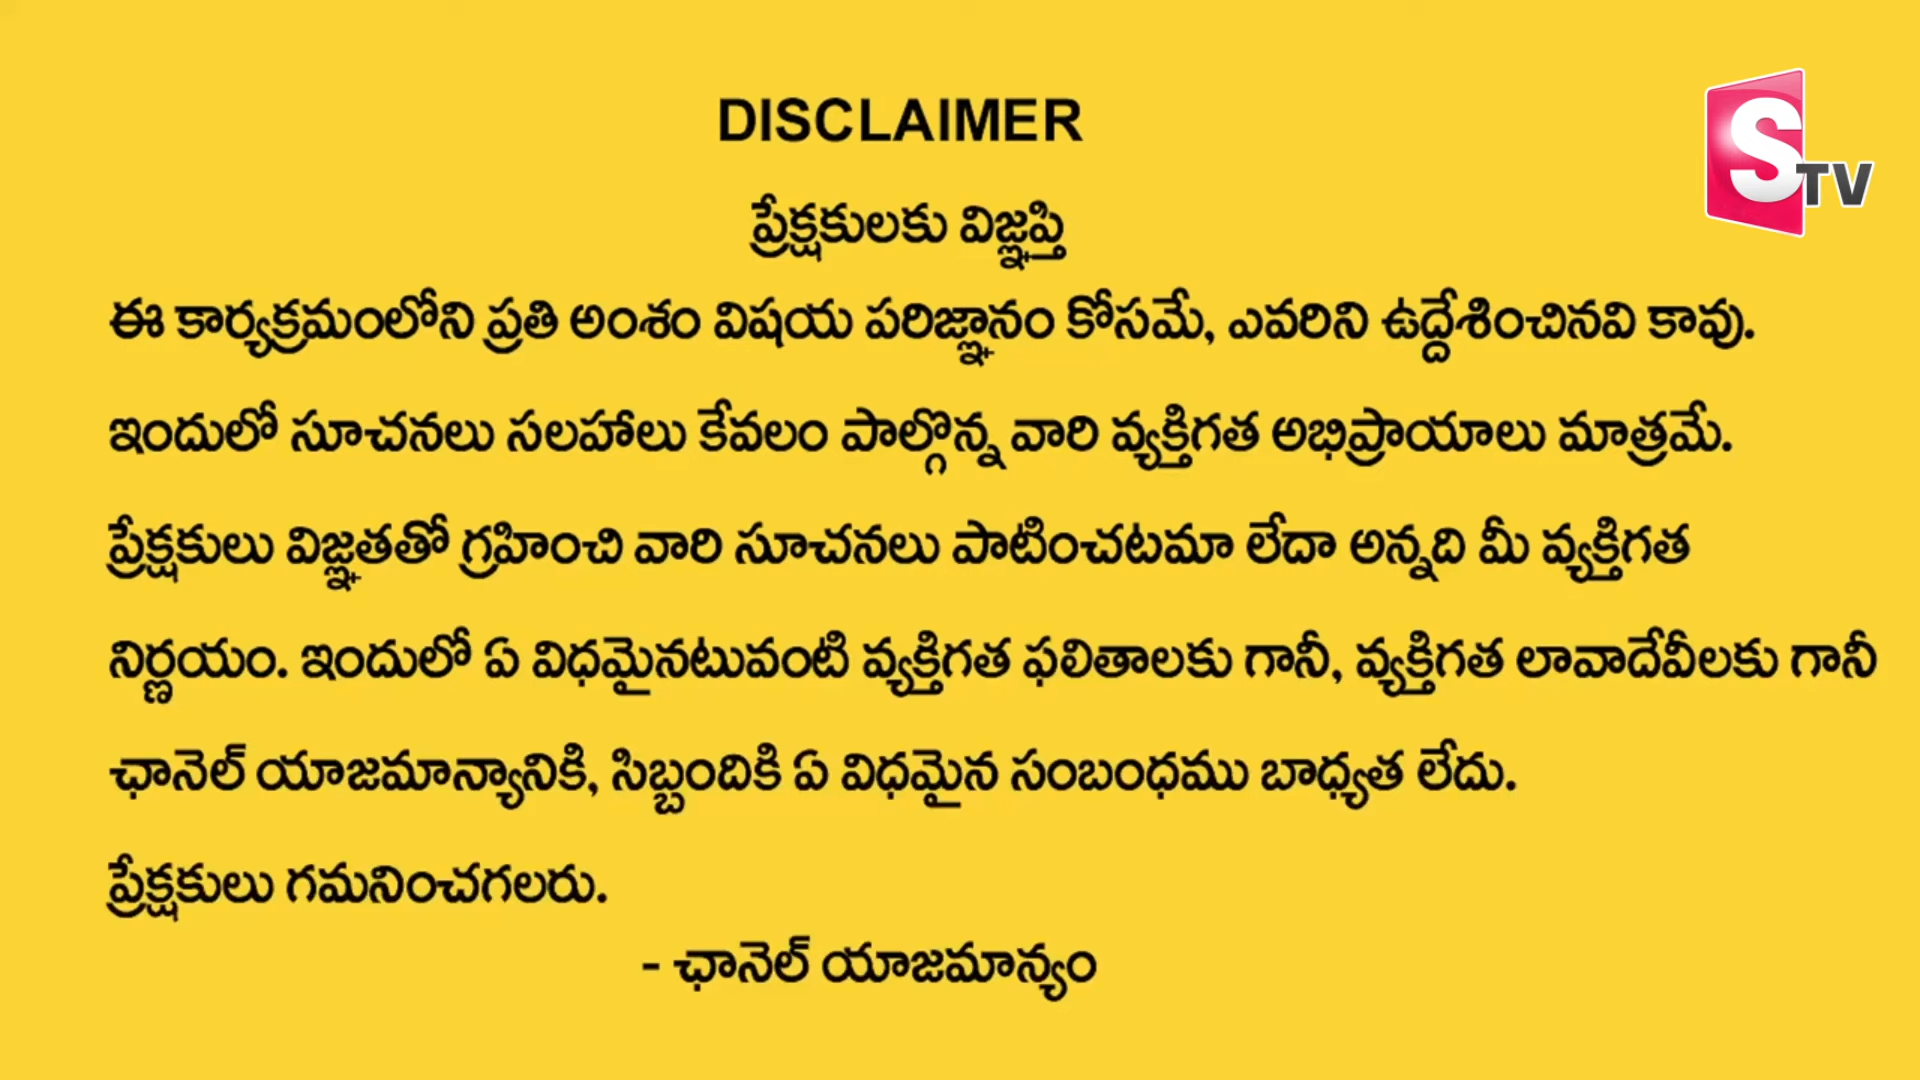 DISCLAIMER
STV
ప్రేక్షకులకు విజ్ఞప్తి
ఈ కార్యక్రమంలోని ప్రతి అంశం విషయ పరిజ్ఞానం కోసమే, ఎవరిని ఉద్దేశించినవి కావు.
ఇందులో సూచనలు సలహాలు కేవలం పాల్గొన్న వారి వ్యక్తిగత అభిప్రాయాలు మాత్రమే.
ప్రేక్షకులు విజ్ఞతతో గ్రహించి వారి సూచనలు పాటించటమా లేదా అన్నది మీ వ్యక్తిగత
నిర్ణయం. ఇందులో ఏ విధమైనటువంటి వ్యక్తిగత ఫలితాలకు గానీ, వ్యక్తిగత లావాదేవీలకు గానీ
ఛానెల్ యాజమాన్యానికి, సిబ్బందికి ఏ విధమైన సంబంధము బాధ్యత లేదు.
ప్రేక్షకులు గమనించగలరు.
- ఛానెల్ యాజమాన్యం